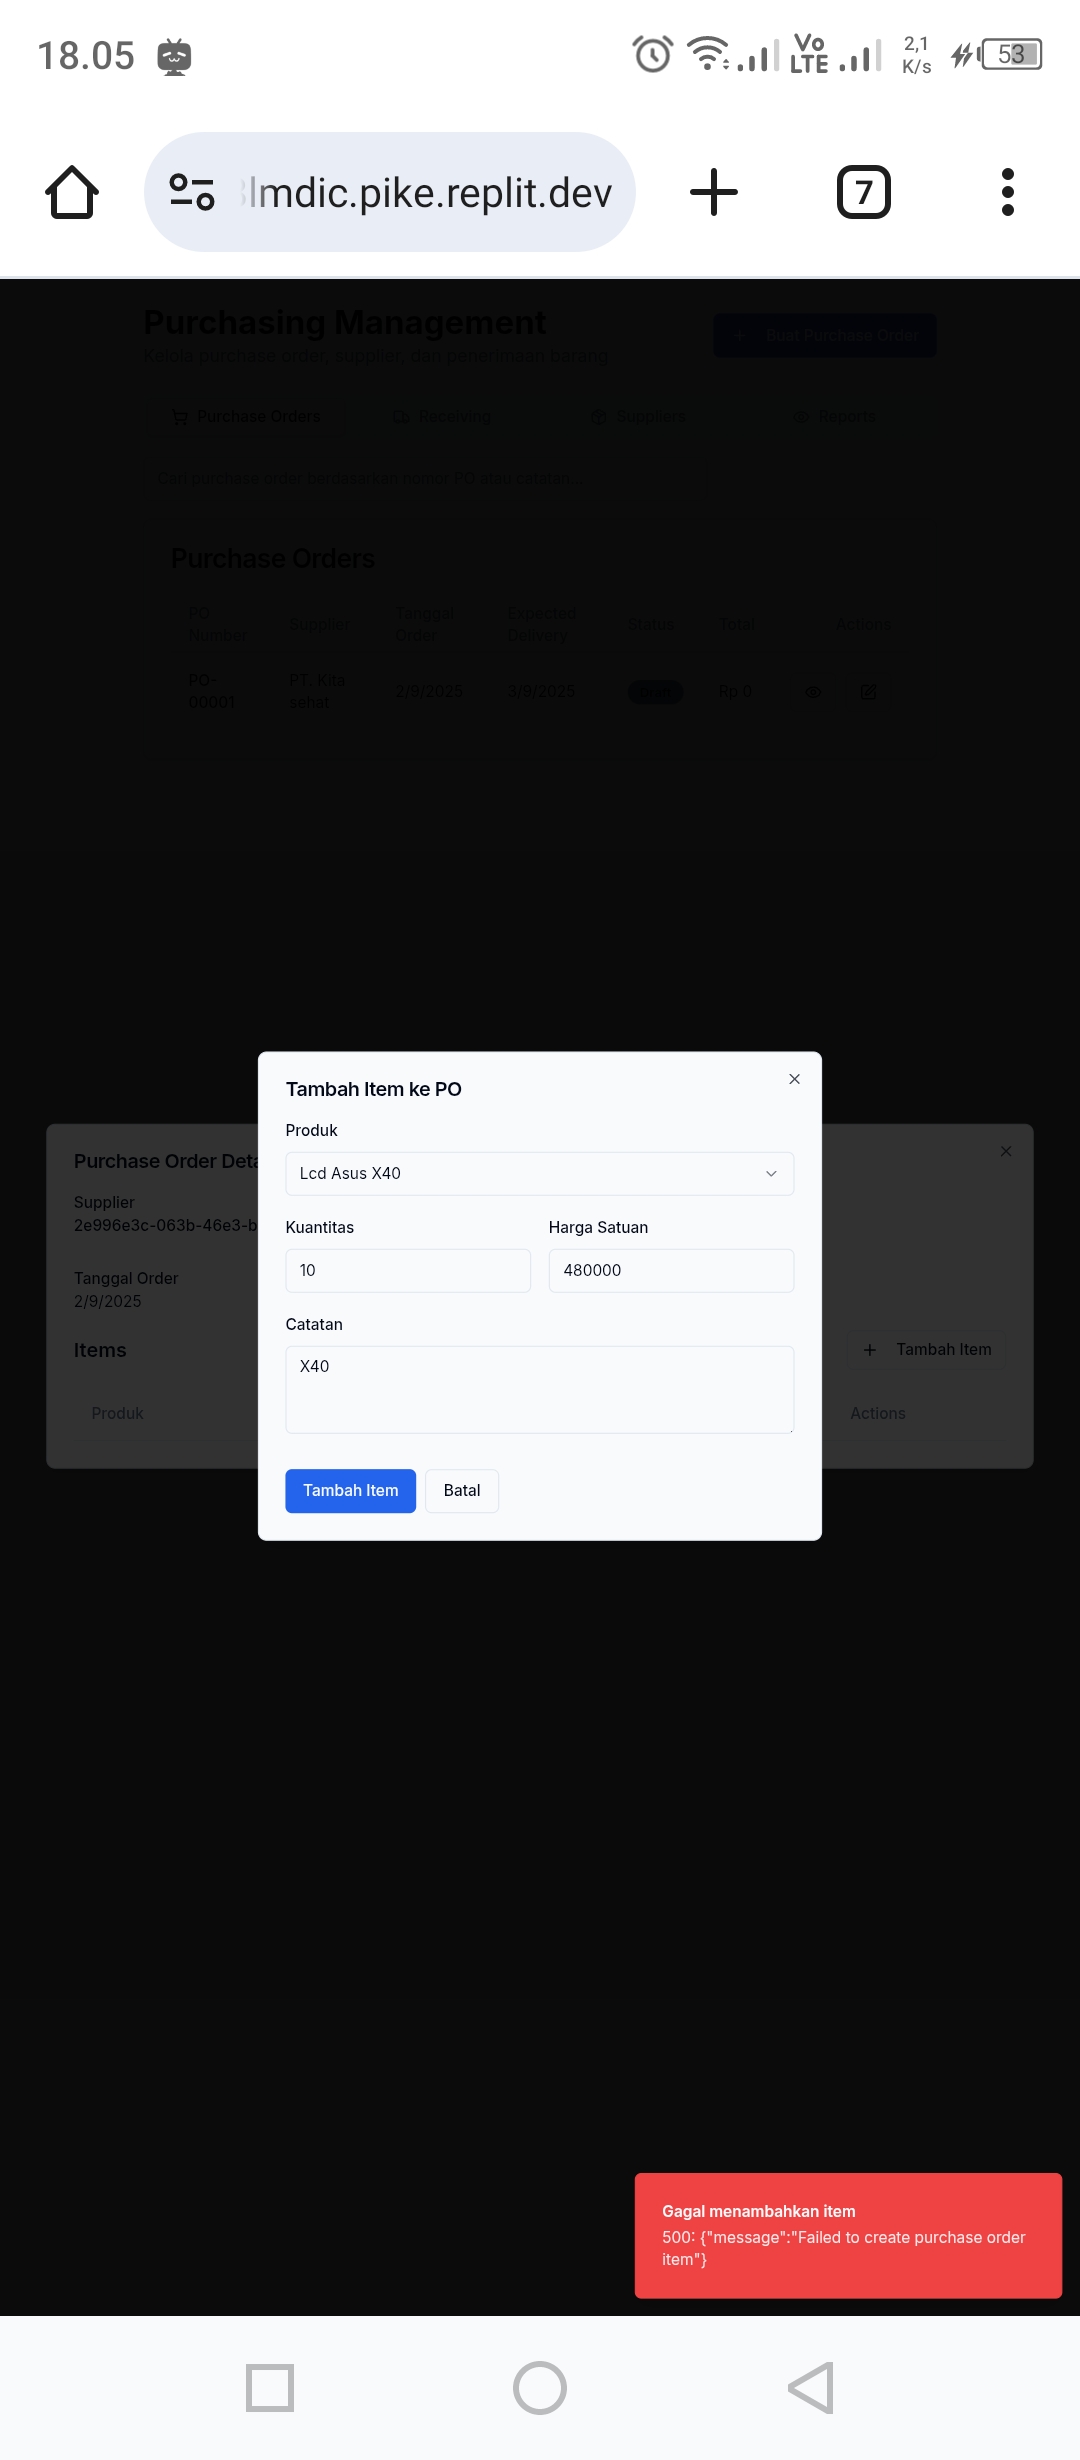 18.05
Vo
LTE
2,1
K/s
53
lmdic.pike.replit.dev
7
Purchasing Management
Kelola purchase order, supplier, dan penerimaan barang
Buat Purchase Order
Purchase Orders
Receiving
Suppliers
Reports
Cari purchase order berdasarkan nomor PO atau catatan...
Purchase Orders
PO Number
Supplier
Tanggal Order
Expected Delivery
Status
Total
Actions
PO-00001
PT. Kita sehat
2/9/2025
3/9/2025
Rp 0
Tambah Item ke PO
Produk
Lcd Asus X40
Kuantitas
Harga Satuan
10
480000
Catatan
X40
Tambah Item
Batal
Purchase Order Deta
Supplier
2e996e3c-063b-46e3-b
Tanggal Order
2/9/2025
Items
Tambah Item
Produk
Actions
Gagal menambahkan item
500: {"message":"Failed to create purchase order
item"}